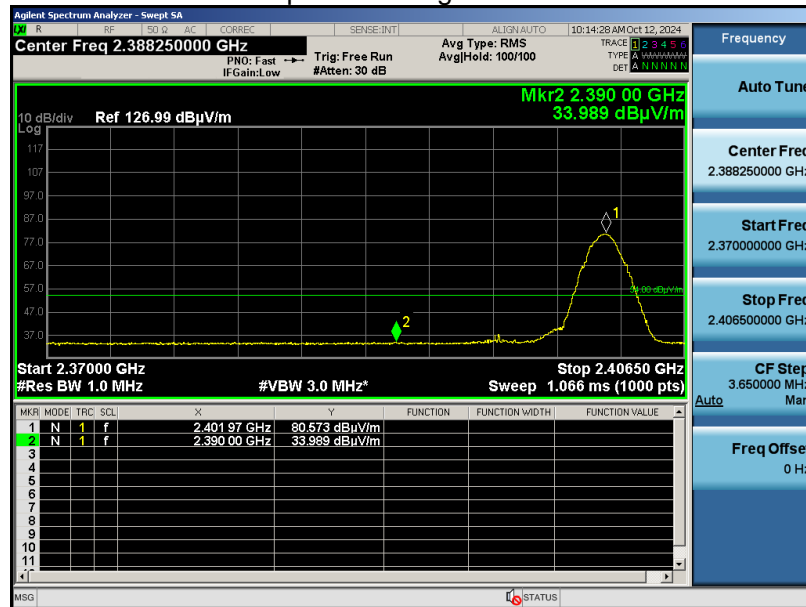 Agilent Spectrum Analyzer - Swept SA
LXI R RF 50 Ω AC CORREC SENSE:INT ALIGN AUTO 10:14:28 AM Oct 12, 2024
Center Freq 2.388250000 GHz
PNO: Fast
IFGain:Low
Trig: Free Run
#Atten: 30 dB
Avg Type: RMS
Avg|Hold: 100/100
TRACE 1 2 3 4 5 6
TYPE A WWWWW
DET A N N N N N
Mkr2 2.390 00 GHz
33.989 dBµV/m
10 dB/div Ref 126.99 dBµV/m
Log
117
107
97.0
87.0
77.0
67.0
57.0
47.0
37.0
1
2
Start 2.37000 GHz Stop 2.40650 GHz
#Res BW 1.0 MHz #VBW 3.0 MHz* Sweep 1.066 ms (1000 pts)
MKR MODE TRC SCL X Y FUNCTION FUNCTION WIDTH FUNCTION VALUE
1 N 1 f 2.401 97 GHz 80.573 dBµV/m
2 N 1 f 2.390 00 GHz 33.989 dBµV/m
3
4
5
6
7
8
9
10
11
MSG STATUS
Frequency
Auto Tune
Center Freq
2.388250000 GHz
Start Freq
2.370000000 GHz
Stop Freq
2.406500000 GHz
CF Step
3.650000 MHz
Auto Man
Freq Offset
0 Hz